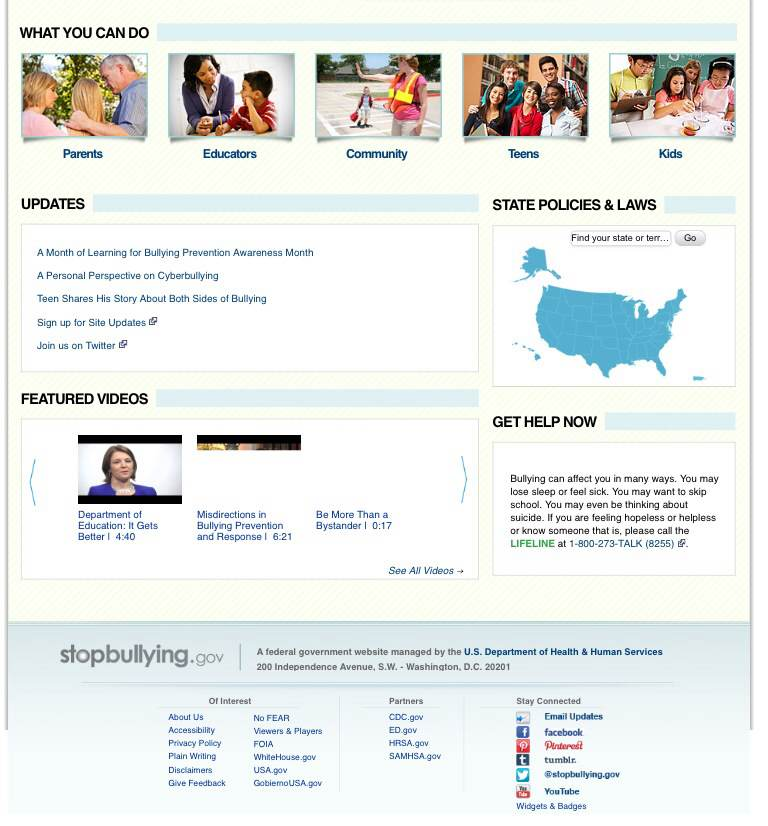 WHAT YOU CAN DO
Parents
Educators
Community
Teens
Kids
UPDATES
A Month of Learning for Bullying Prevention Awareness Month
A Personal Perspective on Cyberbullying
Teen Shares His Story About Both Sides of Bullying
Sign up for Site Updates
Join us on Twitter
STATE POLICIES & LAWS
Find your state or terr...
Go
FEATURED VIDEOS
Department of
Education: It Gets
Better | 4:40
Misdirections in
Bullying Prevention
and Response | 6:21
Be More Than a
Bystander | 0:17
See All Videos →
GET HELP NOW
Bullying can affect you in many ways. You may
lose sleep or feel sick. You may want to skip
school. You may even be thinking about
suicide. If you are feeling hopeless or helpless
or know someone that is, please call the
LIFELINE at 1-800-273-TALK (8255) .
stopbullying.gov
A federal government website managed by the U.S. Department of Health & Human Services
200 Independence Avenue, S.W. - Washington, D.C. 20201
Of Interest
About Us
Accessibility
Privacy Policy
Plain Writing
Disclaimers
Give Feedback
No FEAR
Viewers & Players
FOIA
WhiteHouse.gov
USA.gov
GobiernoUSA.gov
Partners
CDC.gov
ED.gov
HRSA.gov
SAMHSA.gov
Stay Connected
Email Updates
facebook
Pinterest
tumblr.
@stopbullying.gov
YouTube
Widgets & Badges